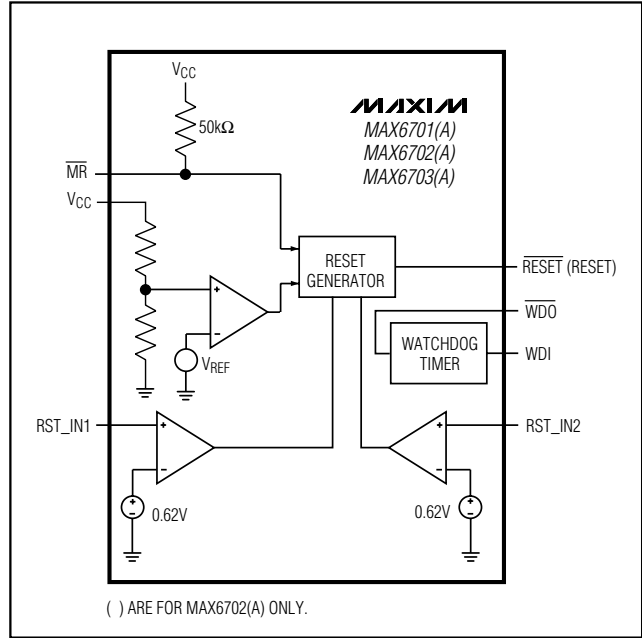 VCC
50kΩ
MAXIM
MAX6701(A)
MAX6702(A)
MAX6703(A)
MR
VCC
RESET
GENERATOR
RESET (RESET)
WDO
WATCHDOG
TIMER
WDI
+
−
VREF
RST_IN1
+
−
+
−
0.62V
RST_IN2
+
−
+
−
0.62V
( ) ARE FOR MAX6702(A) ONLY.